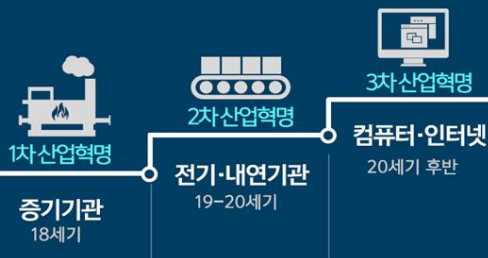 1차 산업혁명
증기기관
18세기
2차 산업혁명
전기·내연기관
19-20세기
3차 산업혁명
컴퓨터·인터넷
20세기 후반